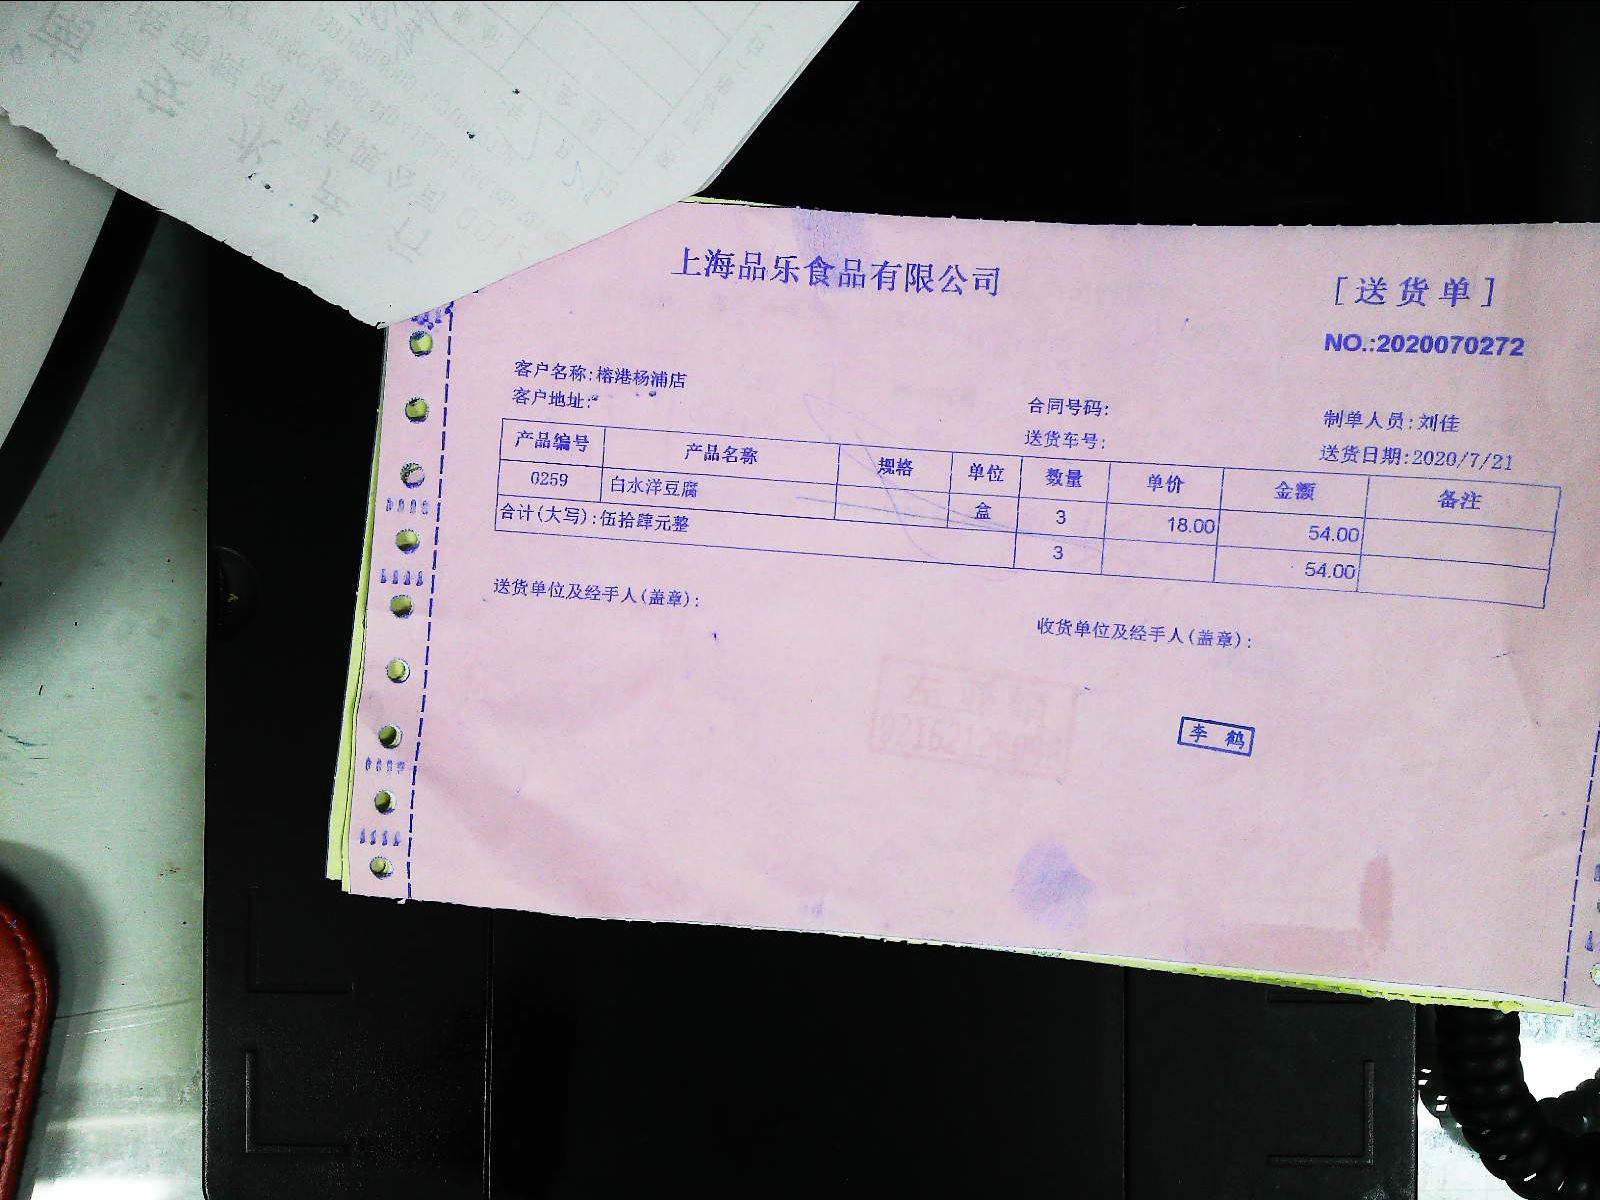 上海品乐食品有限公司
[送货单]
NO.:2020070272
客户名称:榕港杨浦店
客户地址:
合同号码:
制单人员:刘佳
送货车号:
送货日期:2020/7/21
产品编号 产品名称 规格 单位 数量 单价 金额 备注
0259 白水洋豆腐 盒 3 18.00 54.00
合计(大写):伍拾肆元整 3 54.00
送货单位及经手人(盖章):
收货单位及经手人(盖章):
李 鹤